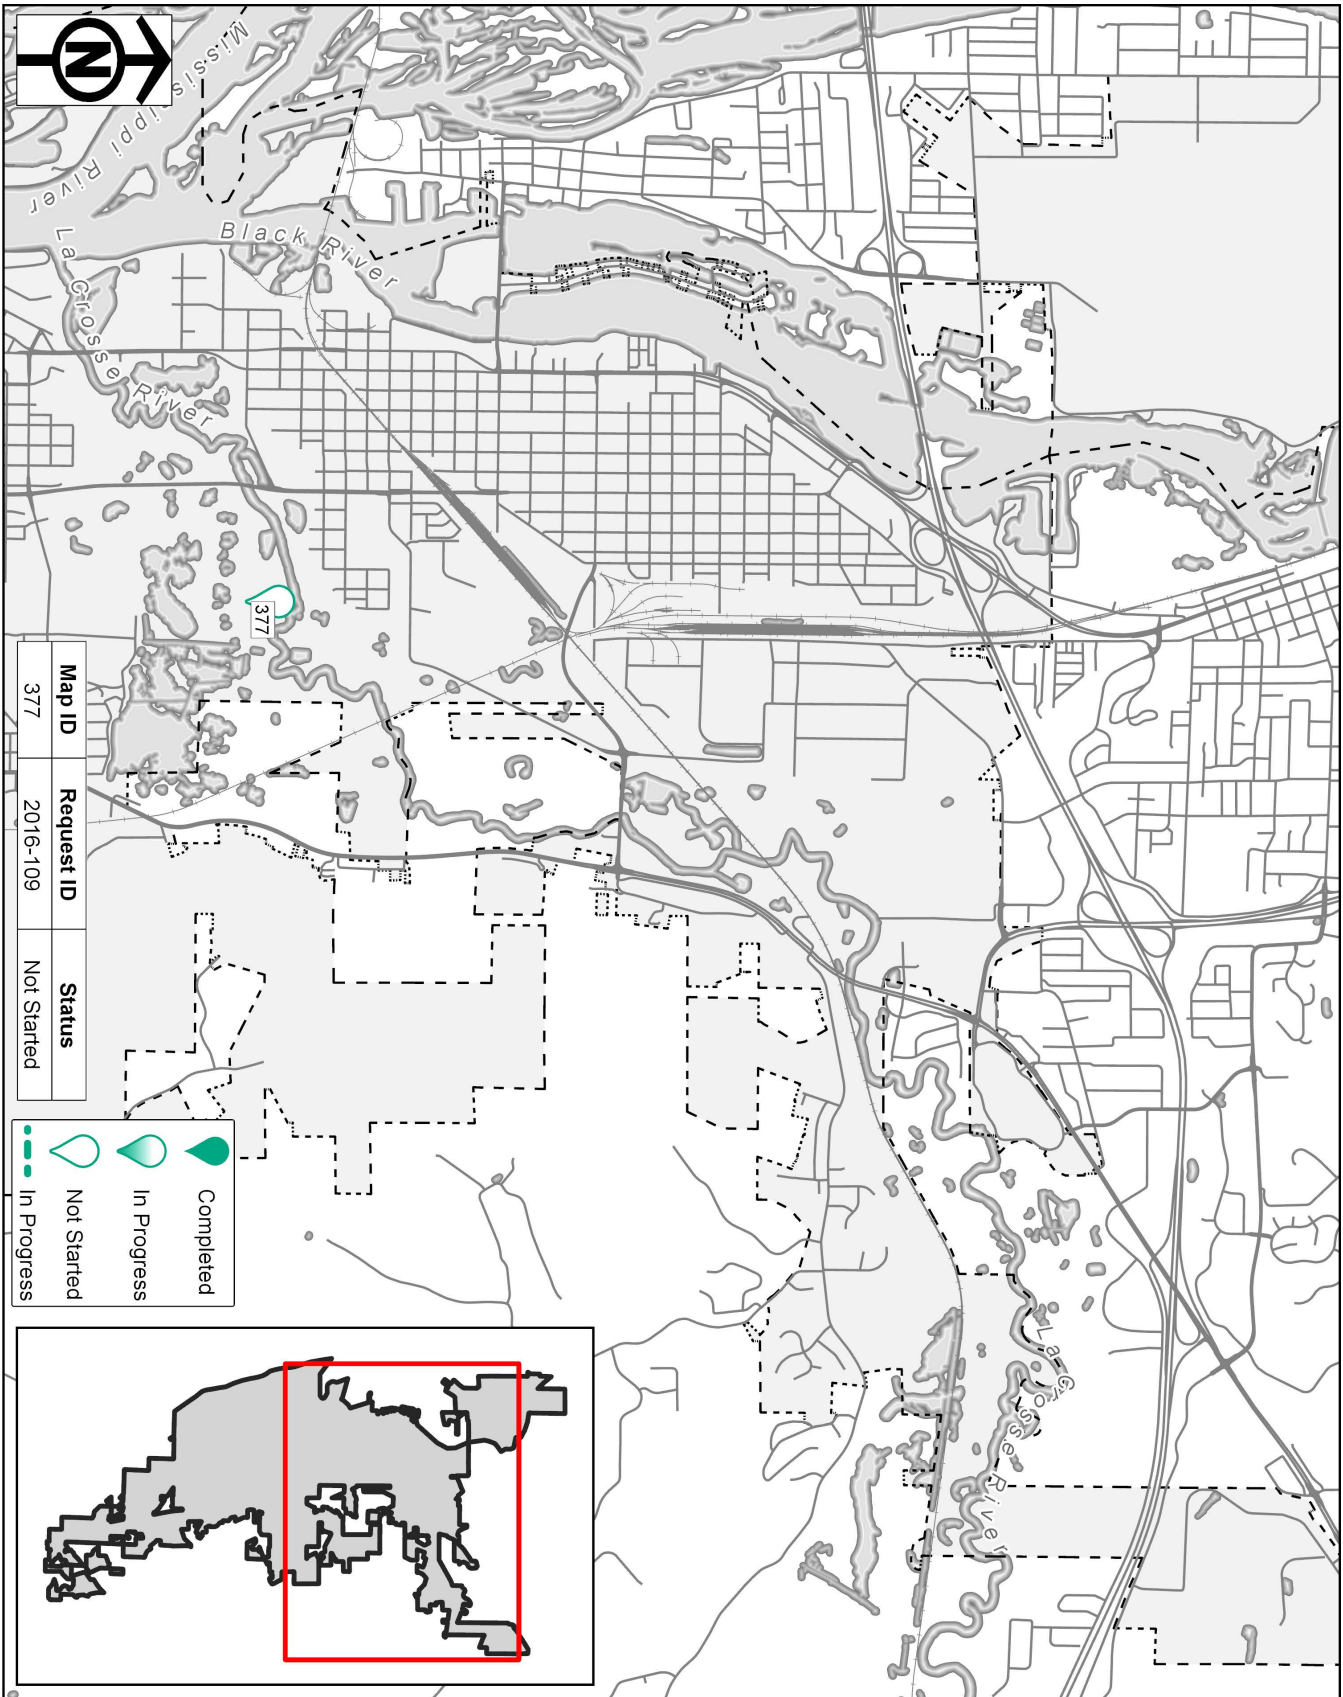 N
Mississippi River
Black River
La Crosse River
La Crosse River
377
Map ID Request ID Status
377 2016-109 Not Started
Completed
In Progress
Not Started
In Progress